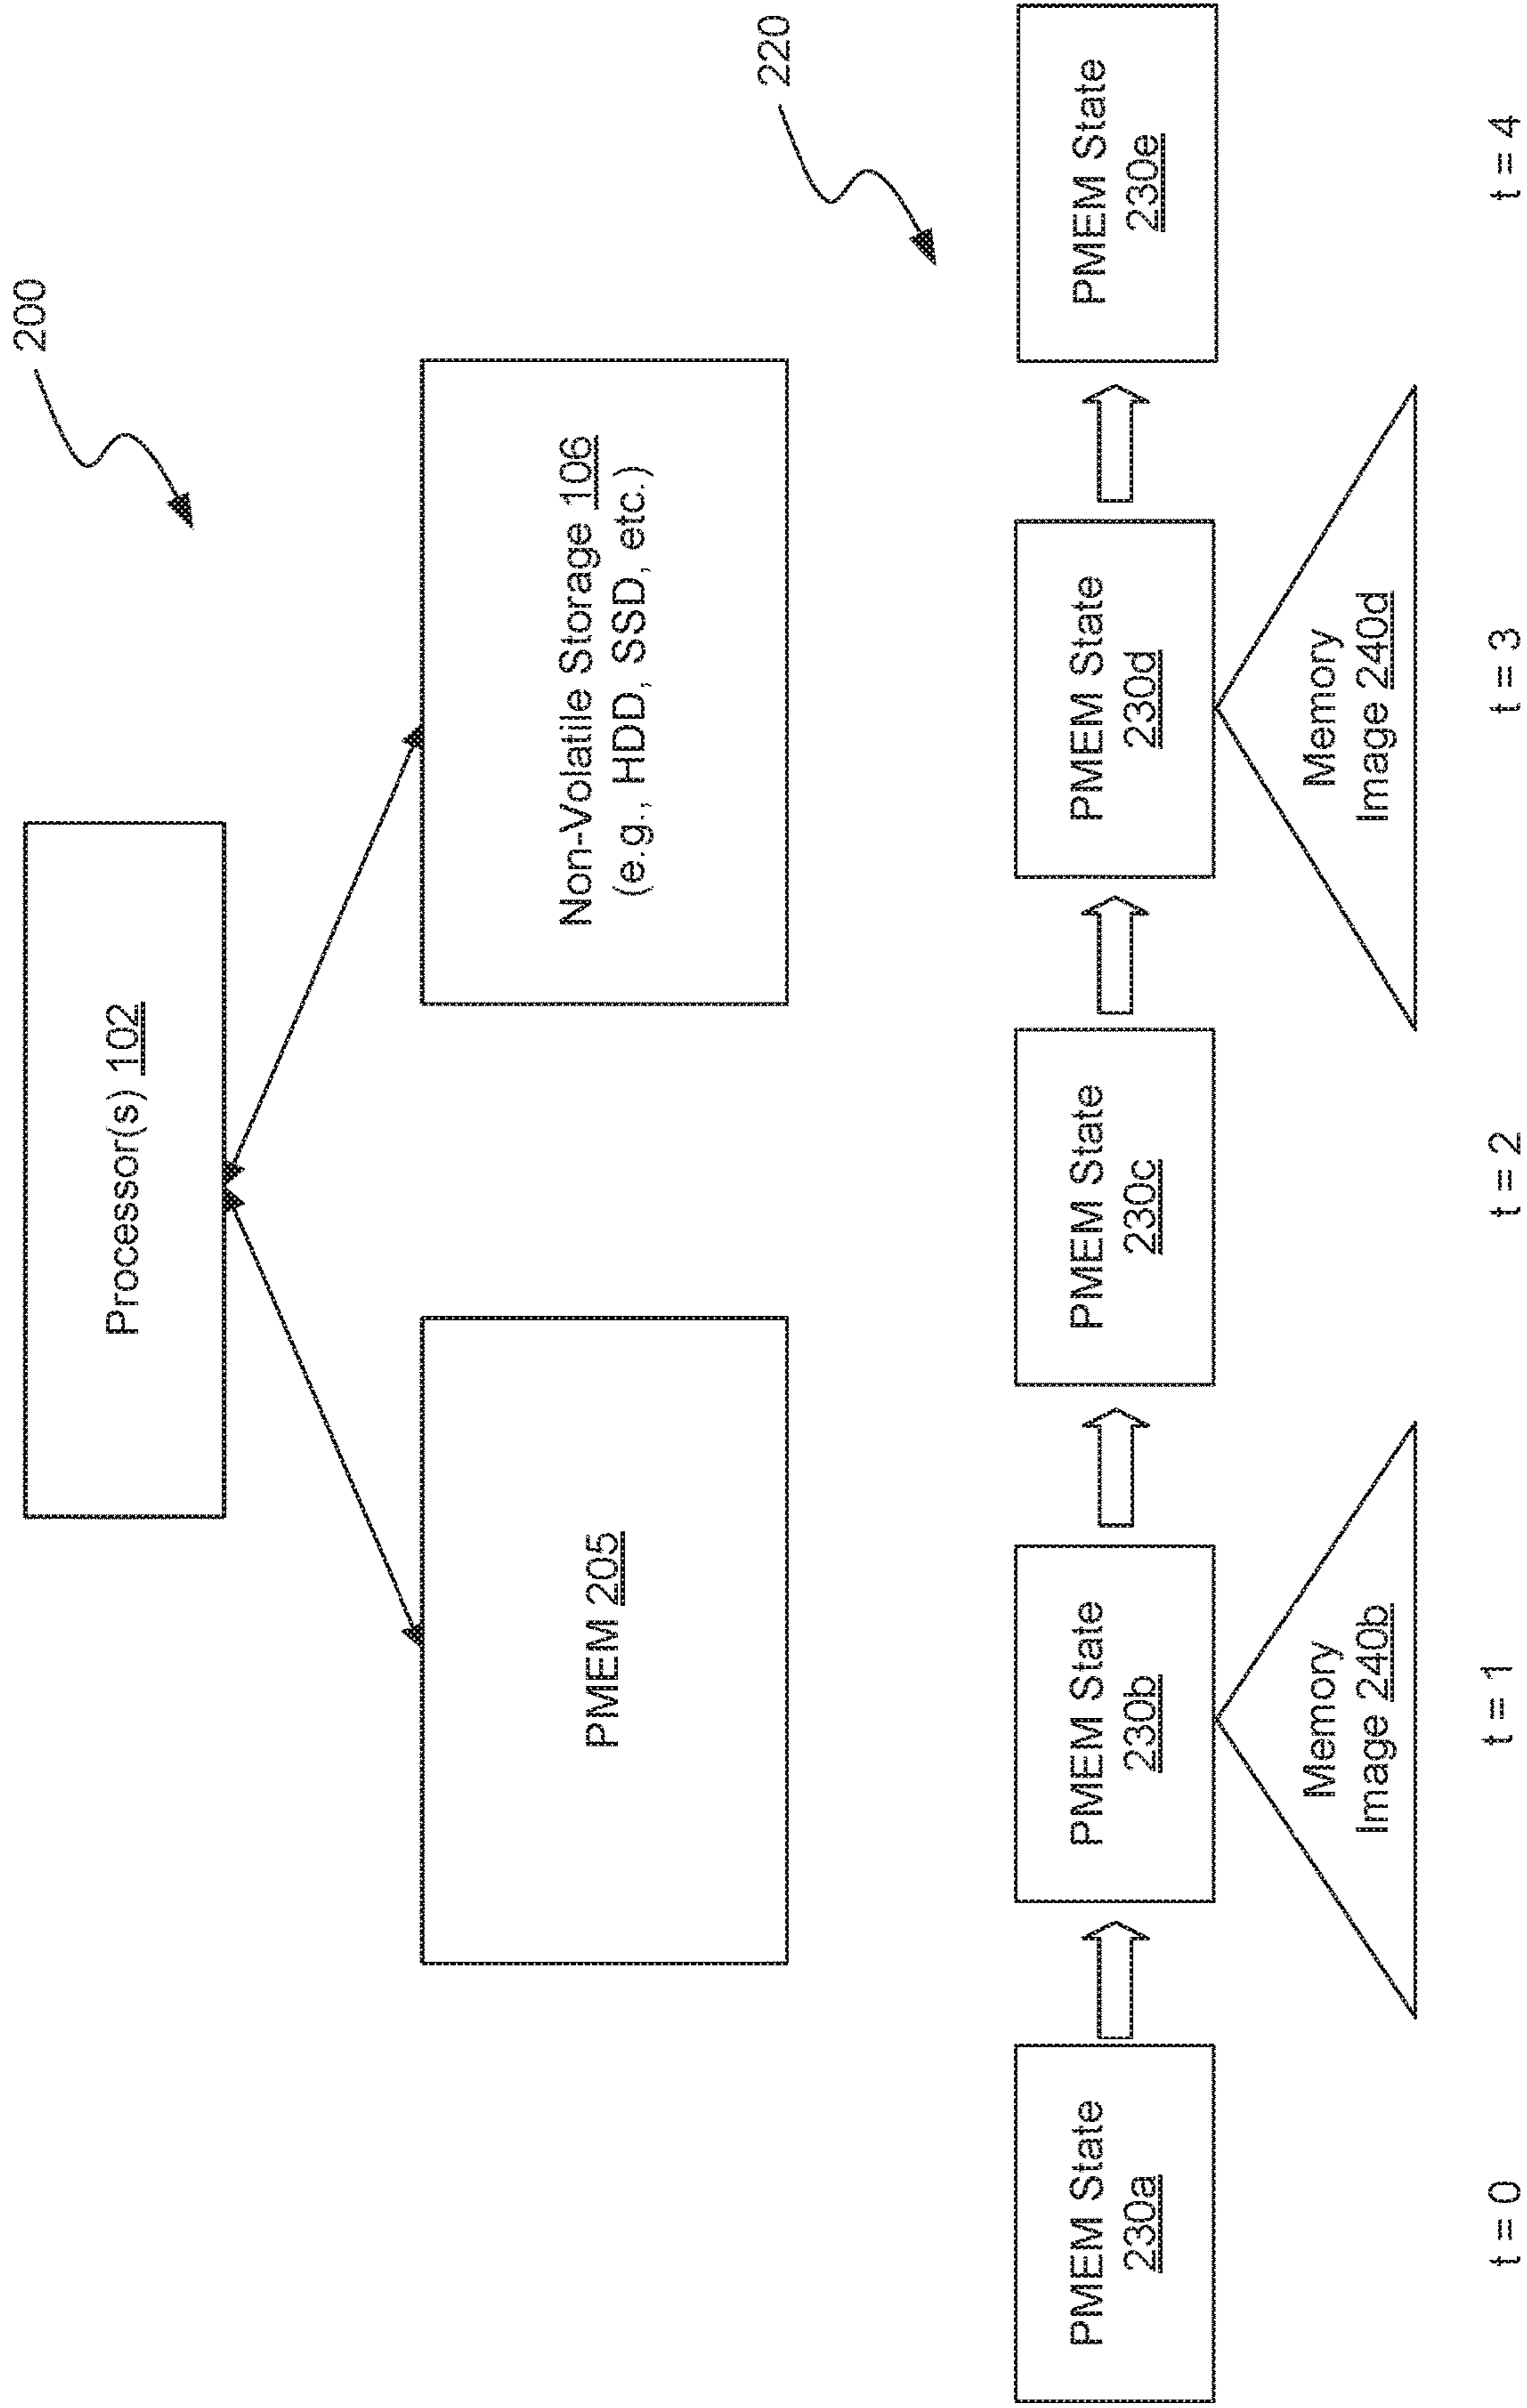 200
Processor(s) 102
PMEM 205
Non-Volatile Storage 106
(e.g., HDD, SSD, etc.)
220
PMEM State
230a
PMEM State
230b
PMEM State
230c
PMEM State
230d
PMEM State
230e
Memory
Image 240b
Memory
Image 240d
t = 0
t = 1
t = 2
t = 3
t = 4